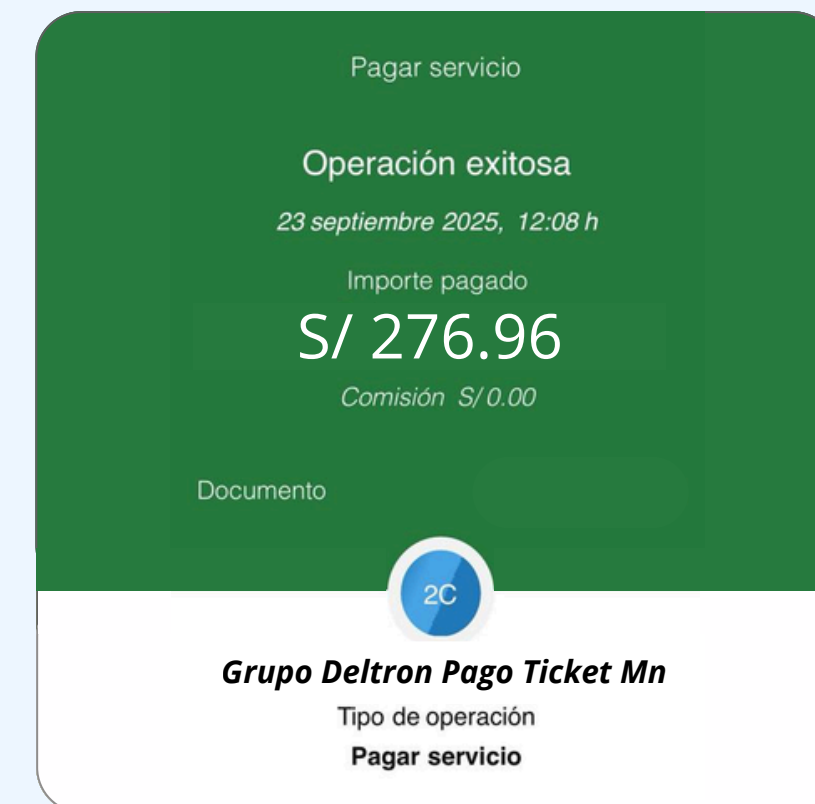 Pagar servicio
Operación exitosa
23 septiembre 2025, 12:08 h
Importe pagado
S/ 276.96
Comisión S/ 0.00
Documento
2C
Grupo Deltron Pago Ticket Mn
Tipo de operación
Pagar servicio